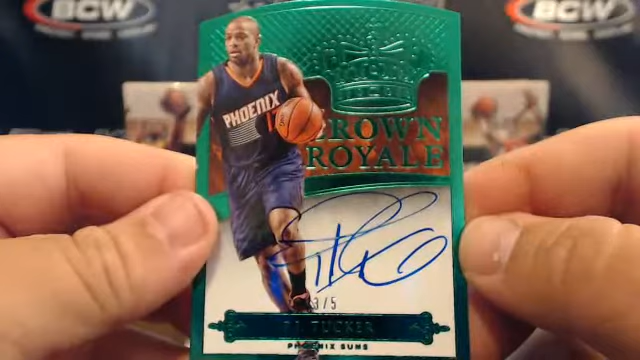 BCW
BCW
PHOENIX
CROWN
ROYALE
3/5
P.J. TUCKER
PHOENIX SUNS